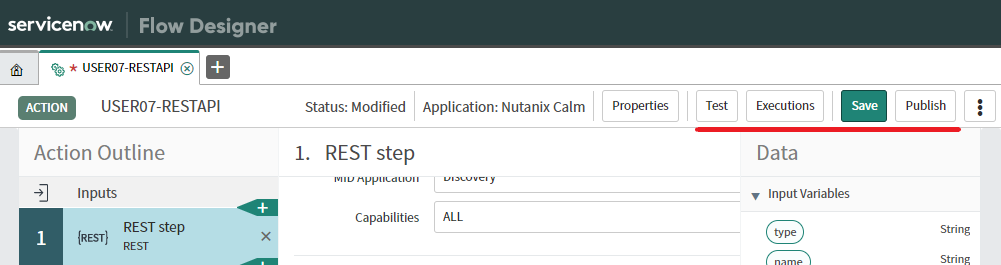 servicenow Flow Designer
* USER07-RESTAPI
ACTION USER07-RESTAPI Status: Modified Application: Nutanix Calm Properties Test Executions Save Publish
Action Outline
Inputs
1 {REST} REST step
REST
1. REST step
MID Application Discovery
Capabilities ALL
Data
Input Variables
type String
name String